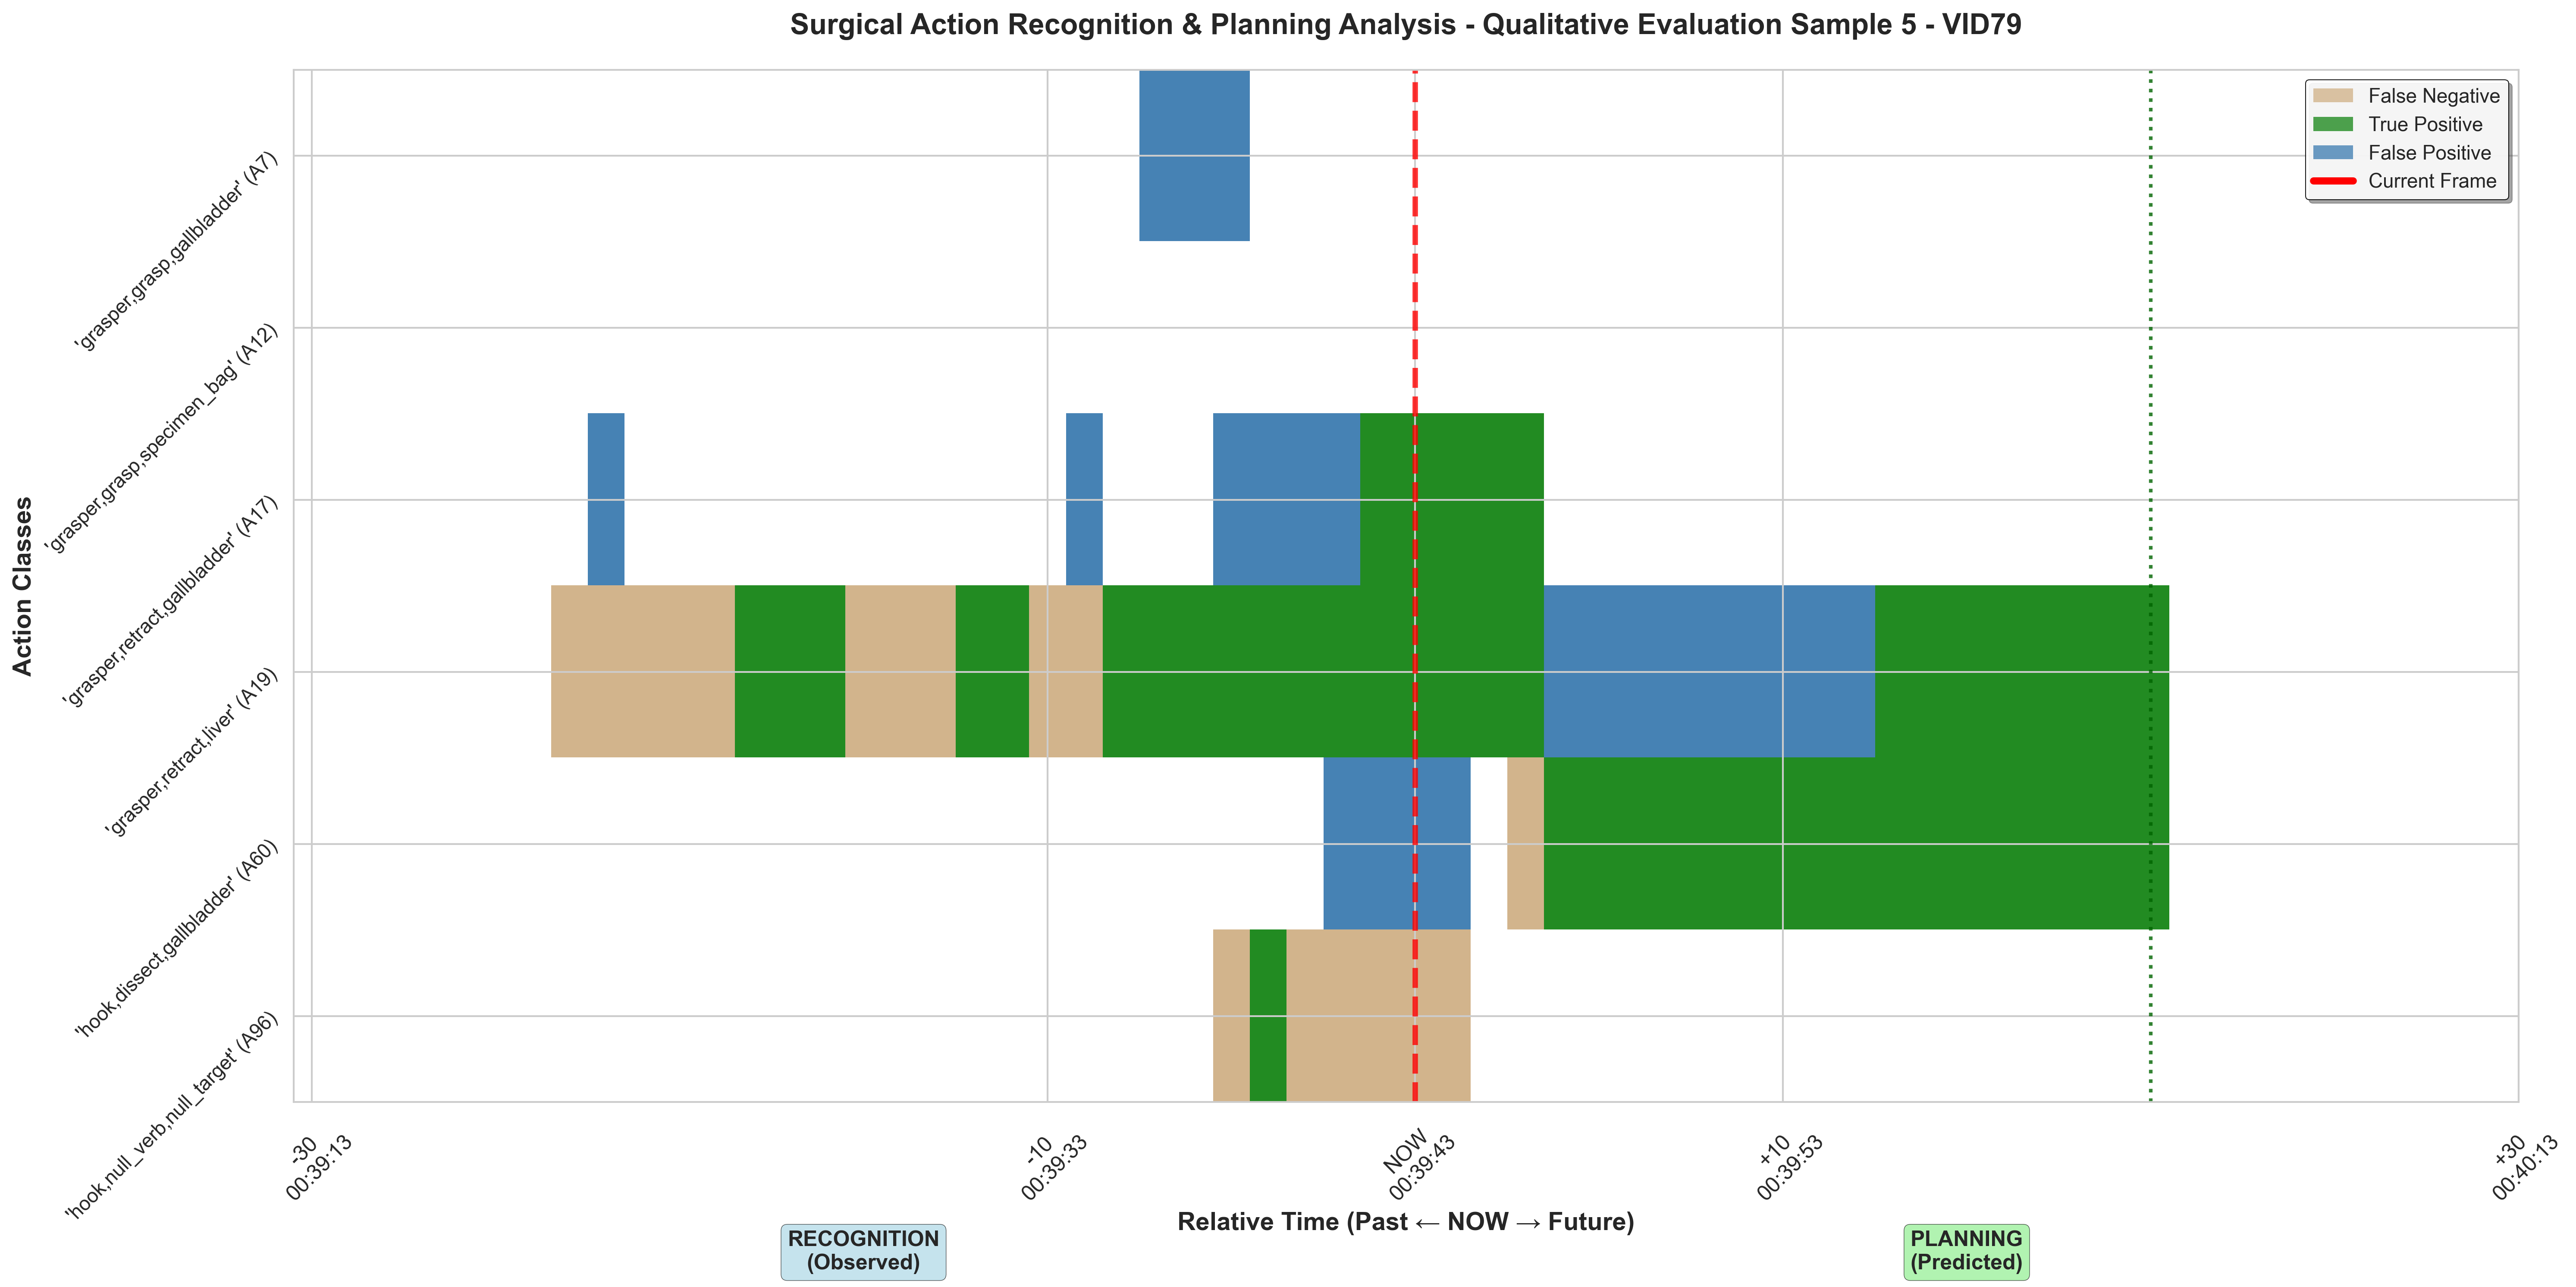 Surgical Action Recognition & Planning Analysis - Qualitative Evaluation Sample 5 - VID79
False Negative
True Positive
False Positive
Current Frame
Action Classes
'grasper,grasp,gallbladder' (A7)
'grasper,grasp,specimen_bag' (A12)
'grasper,retract,gallbladder' (A17)
'grasper,retract,liver' (A19)
'hook,dissect,gallbladder' (A60)
'hook,null_verb,null_target' (A96)
-30
00:39:13
-10
00:39:33
NOW
00:39:43
+10
00:39:53
+30
00:40:13
Relative Time (Past ← NOW → Future)
RECOGNITION
(Observed)
PLANNING
(Predicted)